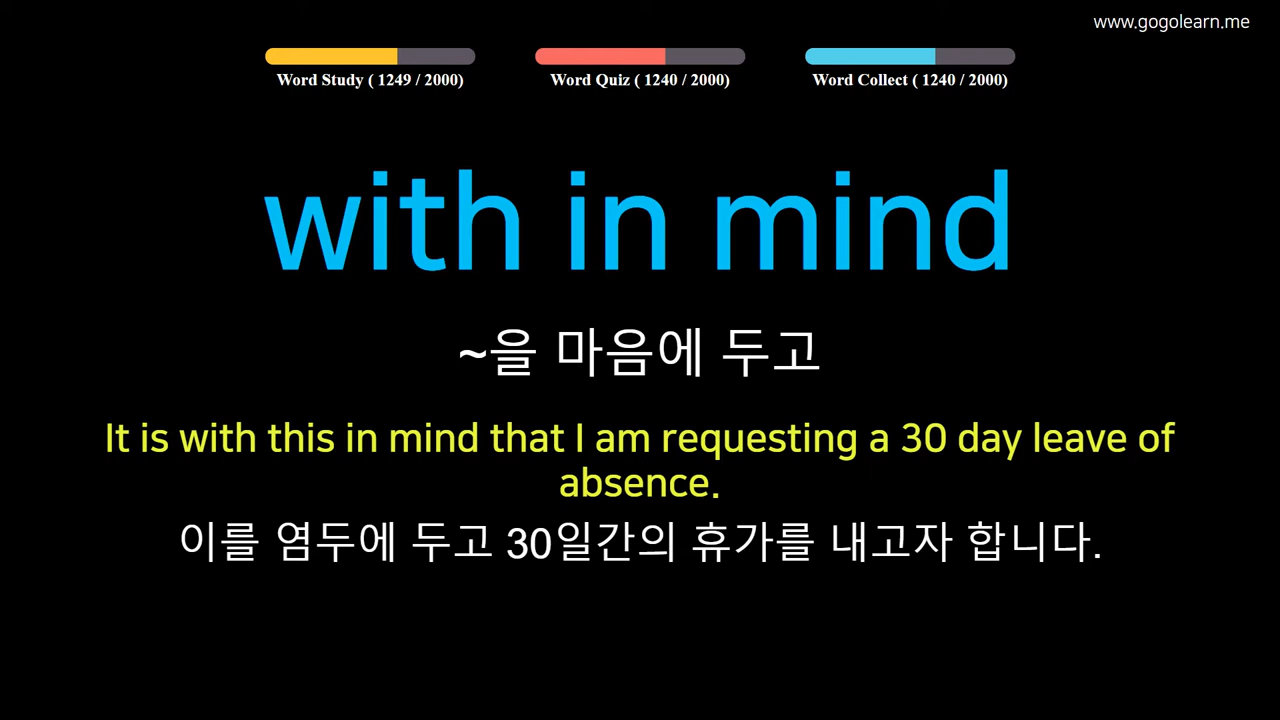 www.gogolearn.me
Word Study ( 1249 / 2000)
Word Quiz ( 1240 / 2000)
Word Collect ( 1240 / 2000)
with in mind
~을 마음에 두고
It is with this in mind that I am requesting a 30 day leave of
absence.
이를 염두에 두고 30일간의 휴가를 내고자 합니다.